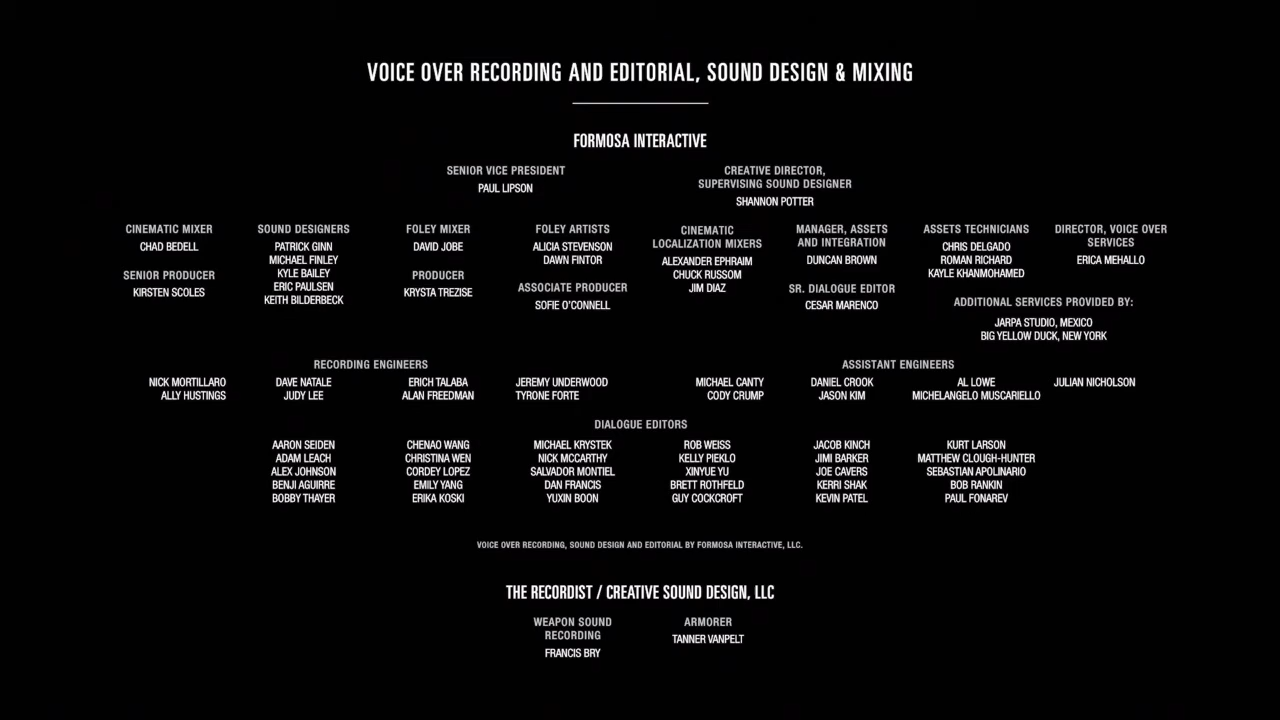 VOICE OVER RECORDING AND EDITORIAL, SOUND DESIGN & MIXING
FORMOSA INTERACTIVE
SENIOR VICE PRESIDENT
PAUL LIPSON
CREATIVE DIRECTOR,
SUPERVISING SOUND DESIGNER
SHANNON POTTER
CINEMATIC MIXER
CHAD BEDELL
SENIOR PRODUCER
KIRSTEN SCOLES
SOUND DESIGNERS
PATRICK GINN
MICHAEL FINLEY
KYLE BAILEY
ERIC PAULSEN
KEITH BILDERBECK
FOLEY MIXER
DAVID JOBE
PRODUCER
KRYSTA TREZISE
FOLEY ARTISTS
ALICIA STEVENSON
DAWN FINTOR
ASSOCIATE PRODUCER
SOFIE O'CONNELL
CINEMATIC
LOCALIZATION MIXERS
ALEXANDER EPHRAIM
CHUCK RUSSOM
JIM DIAZ
MANAGER, ASSETS
AND INTEGRATION
DUNCAN BROWN
SR. DIALOGUE EDITOR
CESAR MARENCO
ASSETS TECHNICIANS
CHRIS DELGADO
ROMAN RICHARD
KAYLE KHANMOHAMED
DIRECTOR, VOICE OVER
SERVICES
ERICA MEHALLO
ADDITIONAL SERVICES PROVIDED BY:
JARPA STUDIO, MEXICO
BIG YELLOW DUCK, NEW YORK
RECORDING ENGINEERS
NICK MORTILLARO
ALLY HUSTINGS
DAVE NATALE
JUDY LEE
ERICH TALABA
ALAN FREEDMAN
JEREMY UNDERWOOD
TYRONE FORTE
ASSISTANT ENGINEERS
MICHAEL CANTY
CODY CRUMP
DANIEL CROOK
JASON KIM
AL LOWE
MICHELANGELO MUSCARIELLO
JULIAN NICHOLSON
DIALOGUE EDITORS
AARON SEIDEN
ADAM LEACH
ALEX JOHNSON
BENJI AGUIRRE
BOBBY THAYER
CHENAO WANG
CHRISTINA WEN
CORDEY LOPEZ
EMILY YANG
ERIKA KOSKI
MICHAEL KRYSTEK
NICK MCCARTHY
SALVADOR MONTIEL
DAN FRANCIS
YUXIN BOON
ROB WEISS
KELLY PIEKLO
XINYUE YU
BRETT ROTHFELD
GUY COCKCROFT
JACOB KINCH
JIMI BARKER
JOE CAVERS
KERRI SHAK
KEVIN PATEL
KURT LARSON
MATTHEW CLOUGH-HUNTER
SEBASTIAN APOLINARIO
BOB RANKIN
PAUL FONAREV
VOICE OVER RECORDING, SOUND DESIGN AND EDITORIAL BY FORMOSA INTERACTIVE, LLC.
THE RECORDIST / CREATIVE SOUND DESIGN, LLC
WEAPON SOUND
RECORDING
FRANCIS BRY
ARMORER
TANNER VANPELT